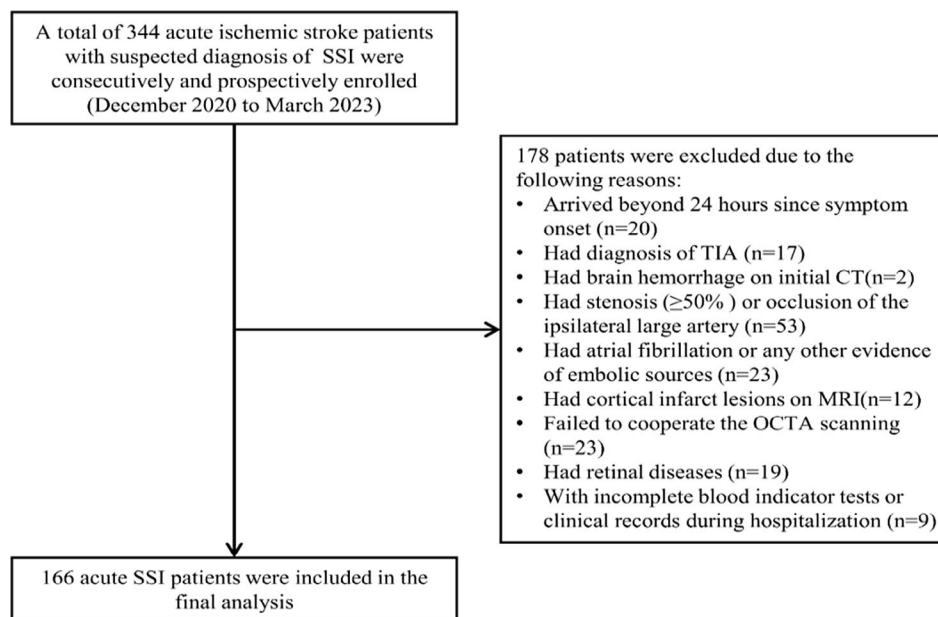 A total of 344 acute ischemic stroke patients
with suspected diagnosis of SSI were
consecutively and prospectively enrolled
(December 2020 to March 2023)
178 patients were excluded due to the
following reasons:
• Arrived beyond 24 hours since symptom
onset (n=20)
• Had diagnosis of TIA (n=17)
• Had brain hemorrhage on initial CT(n=2)
• Had stenosis (≥50% ) or occlusion of the
ipsilateral large artery (n=53)
• Had atrial fibrillation or any other evidence
of embolic sources (n=23)
• Had cortical infarct lesions on MRI(n=12)
• Failed to cooperate the OCTA scanning
(n=23)
• Had retinal diseases (n=19)
• With incomplete blood indicator tests or
clinical records during hospitalization (n=9)
166 acute SSI patients were included in the
final analysis